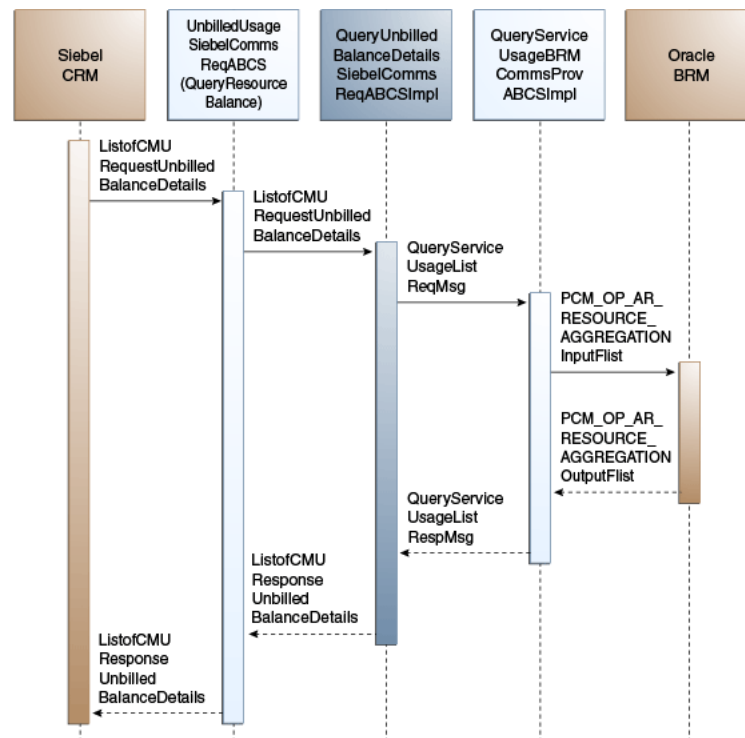 Siebel
CRM
UnbilledUsage
SiebelComms
ReqABCS
(QueryResource
Balance)
QueryUnbilled
BalanceDetails
SiebelComms
ReqABCSImpl
QueryService
UsageBRM
CommsProv
ABCSImpl
Oracle
BRM
ListofCMU
RequestUnbilled
BalanceDetails
ListofCMU
RequestUnbilled
BalanceDetails
QueryService
UsageList
ReqMsg
PCM_OP_AR_
RESOURCE_
AGGREGATION
InputFlist
PCM_OP_AR_
RESOURCE_
AGGREGATION
OutputFlist
QueryService
UsageList
RespMsg
ListofCMU
Response
Unbilled
BalanceDetails
ListofCMU
Response
Unbilled
BalanceDetails